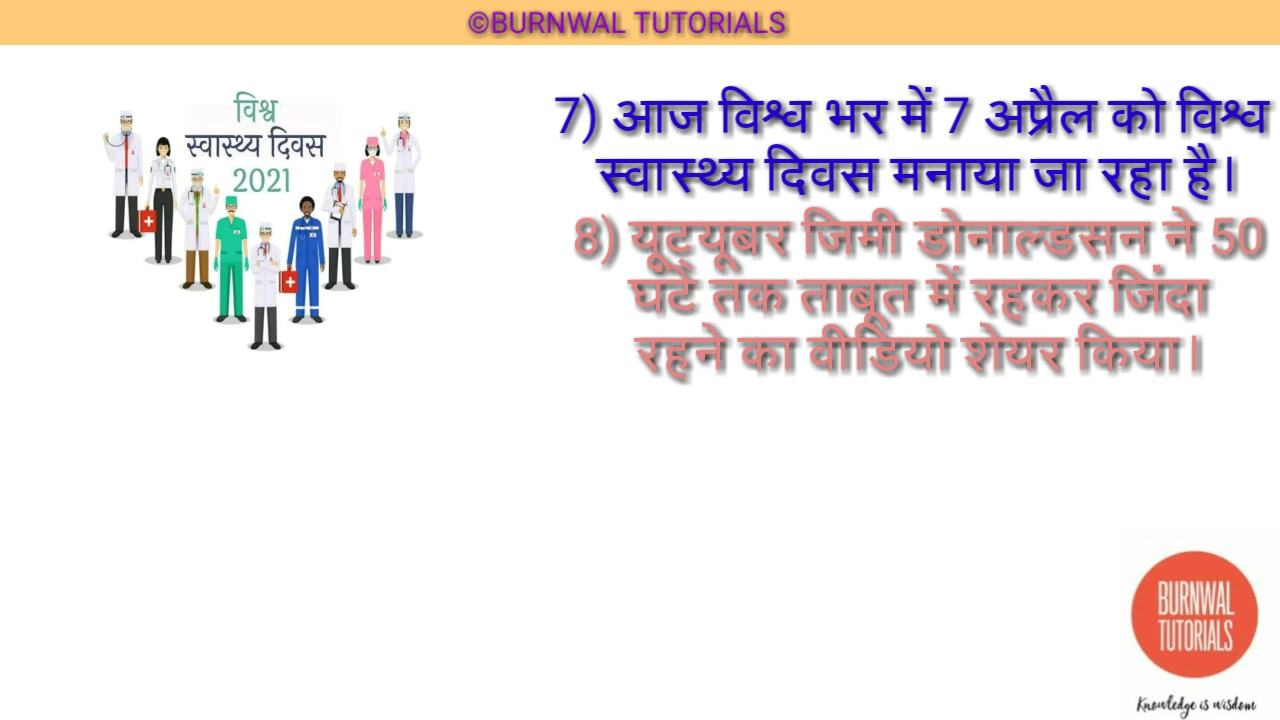 ©BURNWAL TUTORIALS
विश्व
स्वास्थ्य दिवस
2021
7) आज विश्व भर में 7 अप्रैल को विश्व
स्वास्थ्य दिवस मनाया जा रहा है।
8) यूट्यूबर जिमी डोनाल्डसन ने 50
घंटे तक ताबूत में रहकर जिंदा
रहने का वीडियो शेयर किया।
BURNWAL
TUTORIALS
Knowledge is wisdom